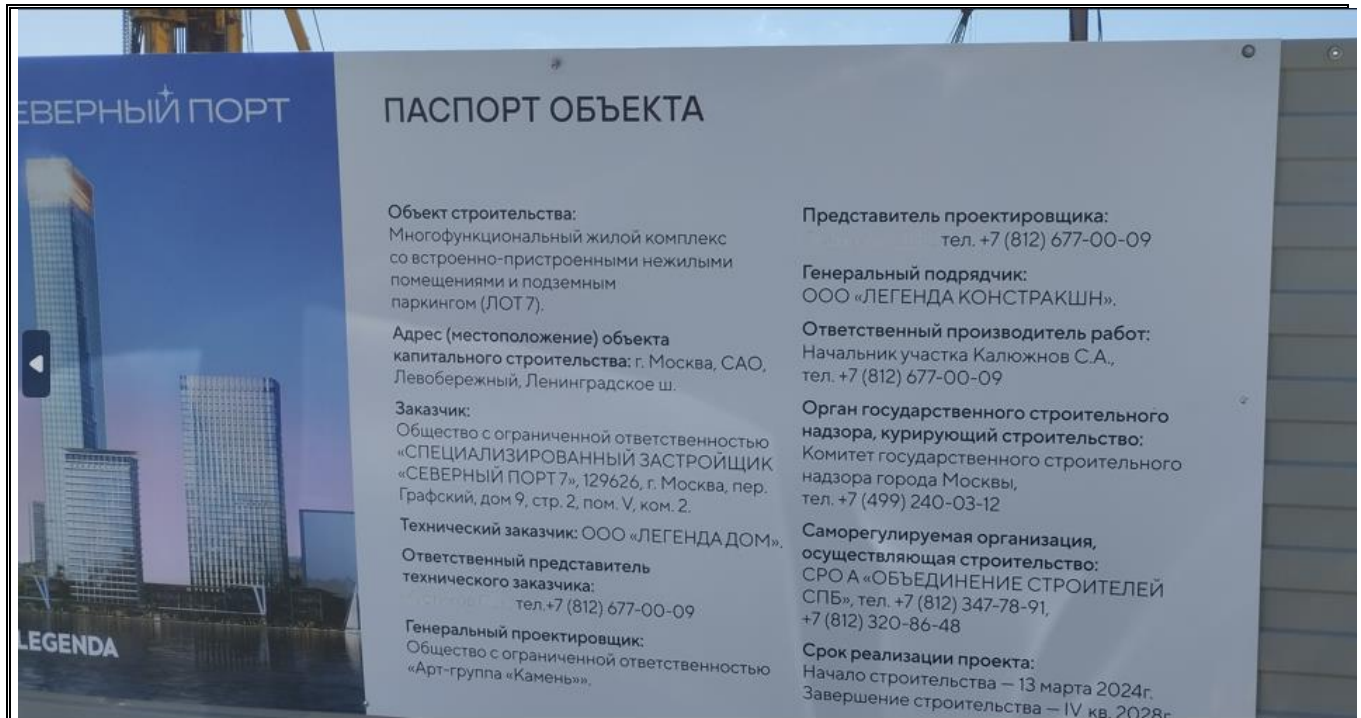 ЕВЕРНЫЙ ПОРТ
LEGENDA
ПАСПОРТ ОБЪЕКТА
Объект строительства:
Многофункциональный жилой комплекс
со встроенно-пристроенными нежилыми
помещениями и подземным
паркингом (ЛОТ 7).
Адрес (местоположение) объекта
капитального строительства: г. Москва, САО,
Левобережный, Ленинградское ш.
Заказчик:
Общество с ограниченной ответственностью
«СПЕЦИАЛИЗИРОВАННЫЙ ЗАСТРОЙЩИК
«СЕВЕРНЫЙ ПОРТ 7», 129626, г. Москва, пер.
Графский, дом 9, стр. 2, пом. V, ком. 2.
Технический заказчик: ООО «ЛЕГЕНДА ДОМ».
Ответственный представитель
технического заказчика:
тел.+7 (812) 677-00-09
Генеральный проектировщик:
Общество с ограниченной ответственностью
«Арт-группа «Камень»».
Представитель проектировщика:
тел. +7 (812) 677-00-09
Генеральный подрядчик:
ООО «ЛЕГЕНДА КОНСТРАКШН».
Ответственный производитель работ:
Начальник участка Калюжнов С.А.,
тел. +7 (812) 677-00-09
Орган государственного строительного
надзора, курирующий строительство:
Комитет государственного строительного
надзора города Москвы,
тел. +7 (499) 240-03-12
Саморегулируемая организация,
осуществляющая строительство:
СРО А «ОБЪЕДИНЕНИЕ СТРОИТЕЛЕЙ
СПБ», тел. +7 (812) 347-78-91,
+7 (812) 320-86-48
Срок реализации проекта:
Начало строительства — 13 марта 2024г.
Завершение строительства — IV кв. 2028г.